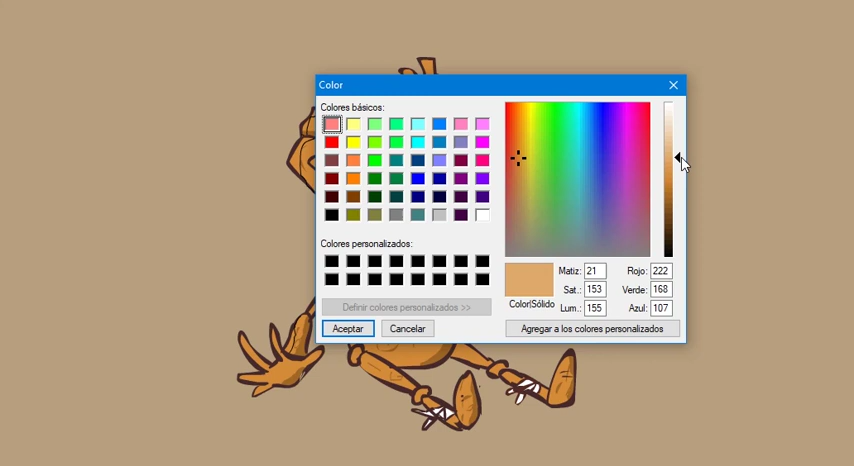 Color
Colores básicos:
Colores personalizados:
Definir colores personalizados >>
Aceptar
Cancelar
Color|Sólido
Matiz: 21
Sat.: 153
Lum.: 155
Rojo: 222
Verde: 168
Azul: 107
Agregar a los colores personalizados